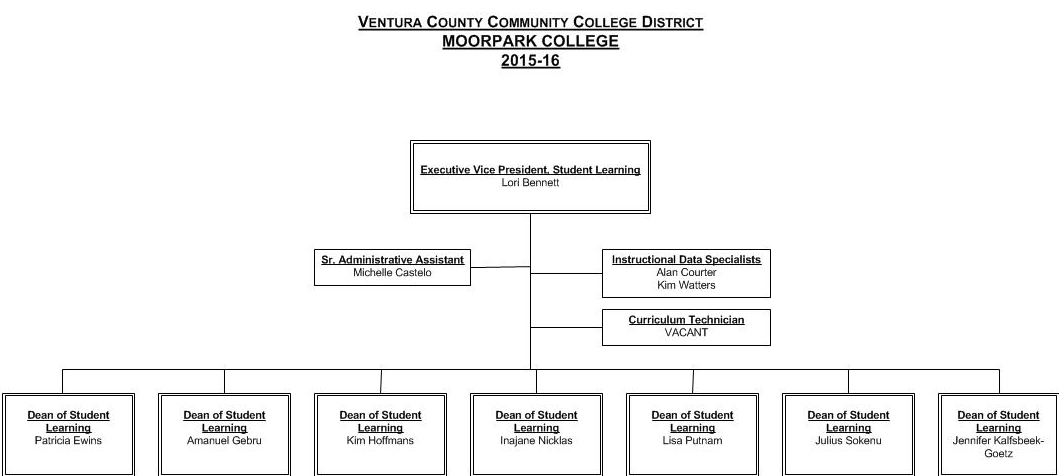 VENTURA COUNTY COMMUNITY COLLEGE DISTRICT
MOORPARK COLLEGE
2015-16
Executive Vice President, Student Learning
Lori Bennett
Sr. Administrative Assistant
Michelle Castelo
Instructional Data Specialists
Alan Courter
Kim Watters
Curriculum Technician
VACANT
Dean of Student
Learning
Patricia Ewins
Dean of Student
Learning
Amanuel Gebru
Dean of Student
Learning
Kim Hoffmans
Dean of Student
Learning
Inajane Nicklas
Dean of Student
Learning
Lisa Putnam
Dean of Student
Learning
Julius Sokenu
Dean of Student
Learning
Jennifer Kalfsbeek-
Goetz